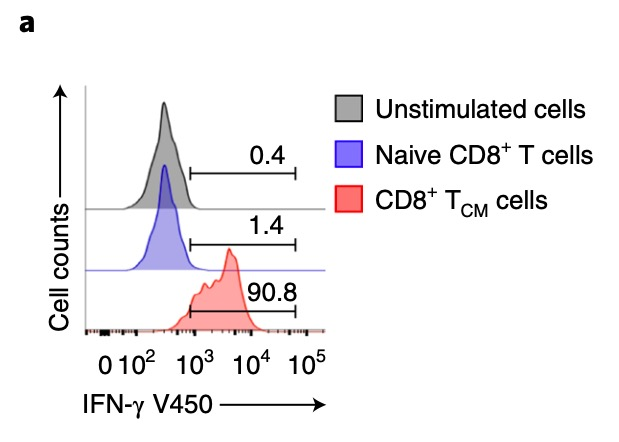 a
Cell counts
0.4
1.4
90.8
0 10² 10³ 10⁴ 10⁵
IFN-γ V450
Unstimulated cells
Naive CD8⁺ T cells
CD8⁺ T_CM cells